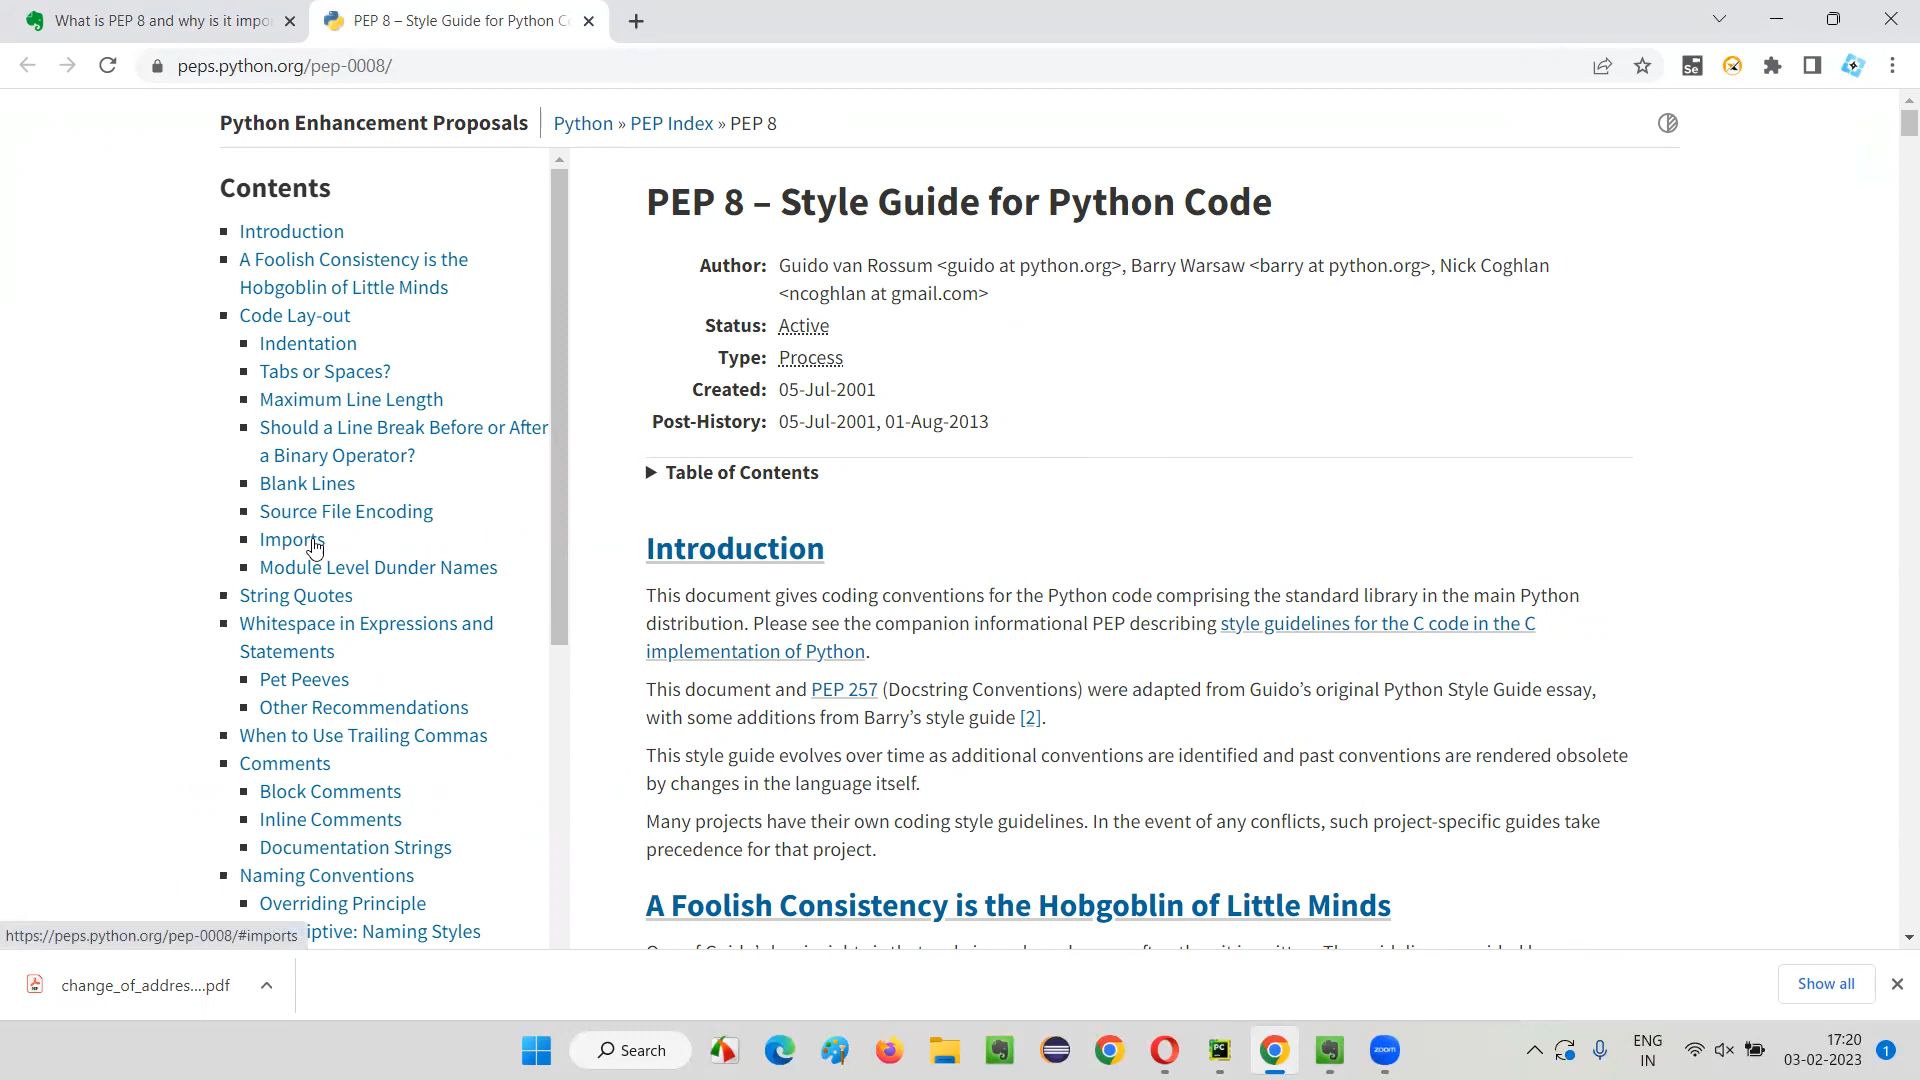 What is PEP 8 and why is it impo
PEP 8 – Style Guide for Python C
peps.python.org/pep-0008/
Python Enhancement Proposals
Python » PEP Index » PEP 8
Contents
Introduction
A Foolish Consistency is the
Hobgoblin of Little Minds
Code Lay-out
Indentation
Tabs or Spaces?
Maximum Line Length
Should a Line Break Before or After
a Binary Operator?
Blank Lines
Source File Encoding
Imports
Module Level Dunder Names
String Quotes
Whitespace in Expressions and
Statements
Pet Peeves
Other Recommendations
When to Use Trailing Commas
Comments
Block Comments
Inline Comments
Documentation Strings
Naming Conventions
Overriding Principle
iptive: Naming Styles
https://peps.python.org/pep-0008/#imports
PEP 8 – Style Guide for Python Code
Author: Guido van Rossum <guido at python.org>, Barry Warsaw <barry at python.org>, Nick Coghlan
<ncoghlan at gmail.com>
Status: Active
Type: Process
Created: 05-Jul-2001
Post-History: 05-Jul-2001, 01-Aug-2013
Table of Contents
Introduction
This document gives coding conventions for the Python code comprising the standard library in the main Python
distribution. Please see the companion informational PEP describing style guidelines for the C code in the C
implementation of Python.
This document and PEP 257 (Docstring Conventions) were adapted from Guido’s original Python Style Guide essay,
with some additions from Barry’s style guide [2].
This style guide evolves over time as additional conventions are identified and past conventions are rendered obsolete
by changes in the language itself.
Many projects have their own coding style guidelines. In the event of any conflicts, such project-specific guides take
precedence for that project.
A Foolish Consistency is the Hobgoblin of Little Minds
change_of_addres....pdf
Show all
Search
Se
PC
zoom
ENG
IN
17:20
03-02-2023
1